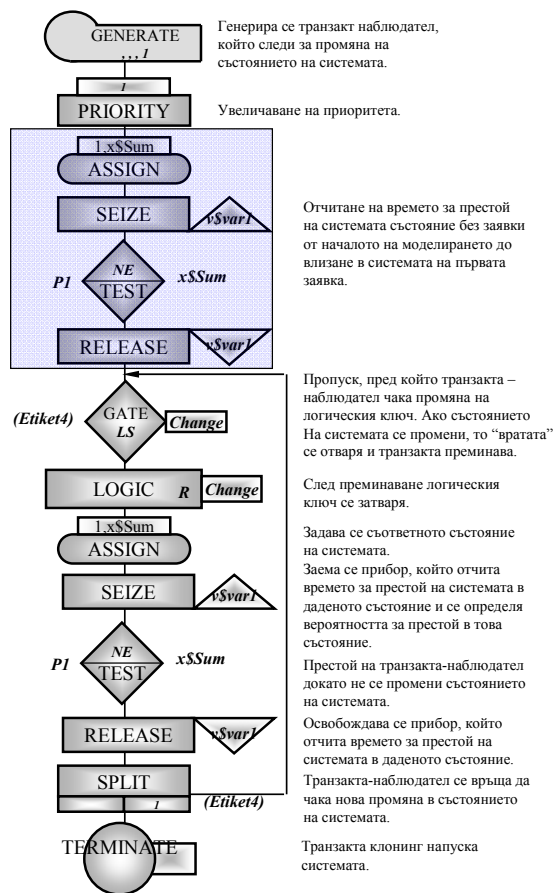 GENERATE
, , , 1
Генерира се транзакт наблюдател,
който следи за промяна на
състоянието на системата.
1
PRIORITY
Увеличаване на приоритета.
1,x$Sum
ASSIGN
SEIZE
v$var1
Отчитане на времето за престой
на системата състояние без заявки
от началото на моделирането до
влизане в системата на първата
заявка.
P1
NE
TEST
x$Sum
RELEASE
v$var1
Пропуск, пред който транзакта –
наблюдател чака промяна на
логическия ключ. Ако състоянието
На системата се промени, то “вратата”
се отваря и транзакта преминава.
(Etiket4)
GATE
LS
Change
LOGIC
R
Change
След преминаване логическия
ключ се затваря.
1,x$Sum
ASSIGN
Задава се съответното състояние
на системата.
SEIZE
v$var1
Заема се прибор, който отчита
времето за престой на системата в
даденото състояние и се определя
вероятността за престой в това
състояние.
P1
NE
TEST
x$Sum
Престой на транзакта-наблюдател
докато не се промени състоянието
на системата.
RELEASE
v$var1
Освобождава се прибор, който
отчита времето за престой на
системата в даденото състояние.
SPLIT
1
(Etiket4)
Транзакта-наблюдател се връща да
чака нова промяна в състоянието
на системата.
TERMINATE
Транзакта клонинг напуска
системата.